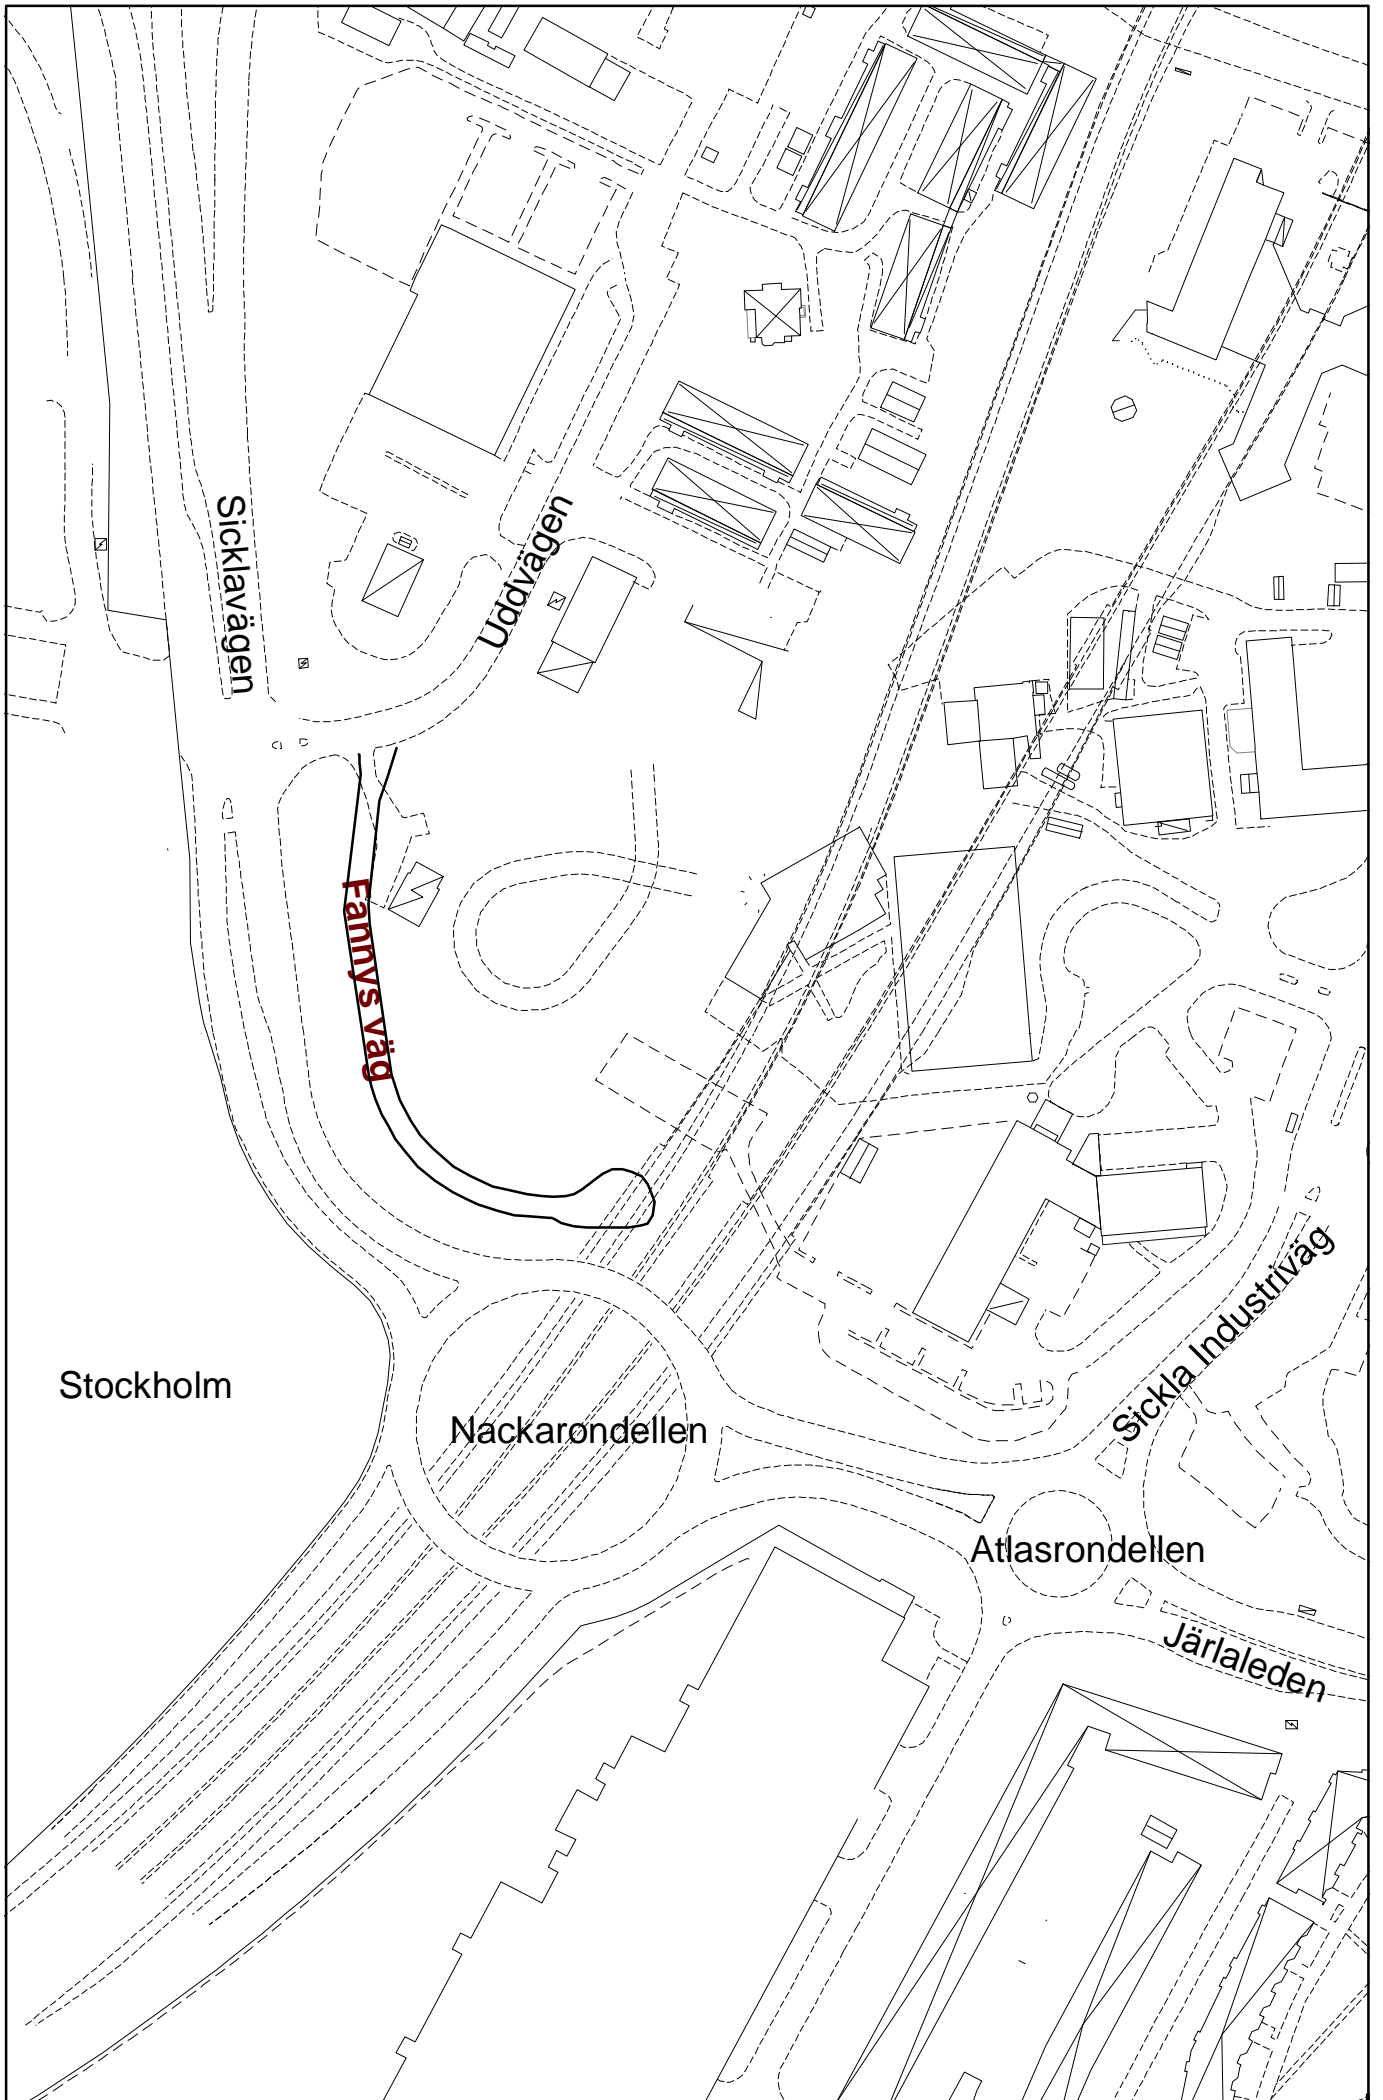 Sicklavägen
Uddvägen
Fannys väg
Sickla Industriväg
Stockholm
Nackarondellen
Atlasrondellen
Järlaleden